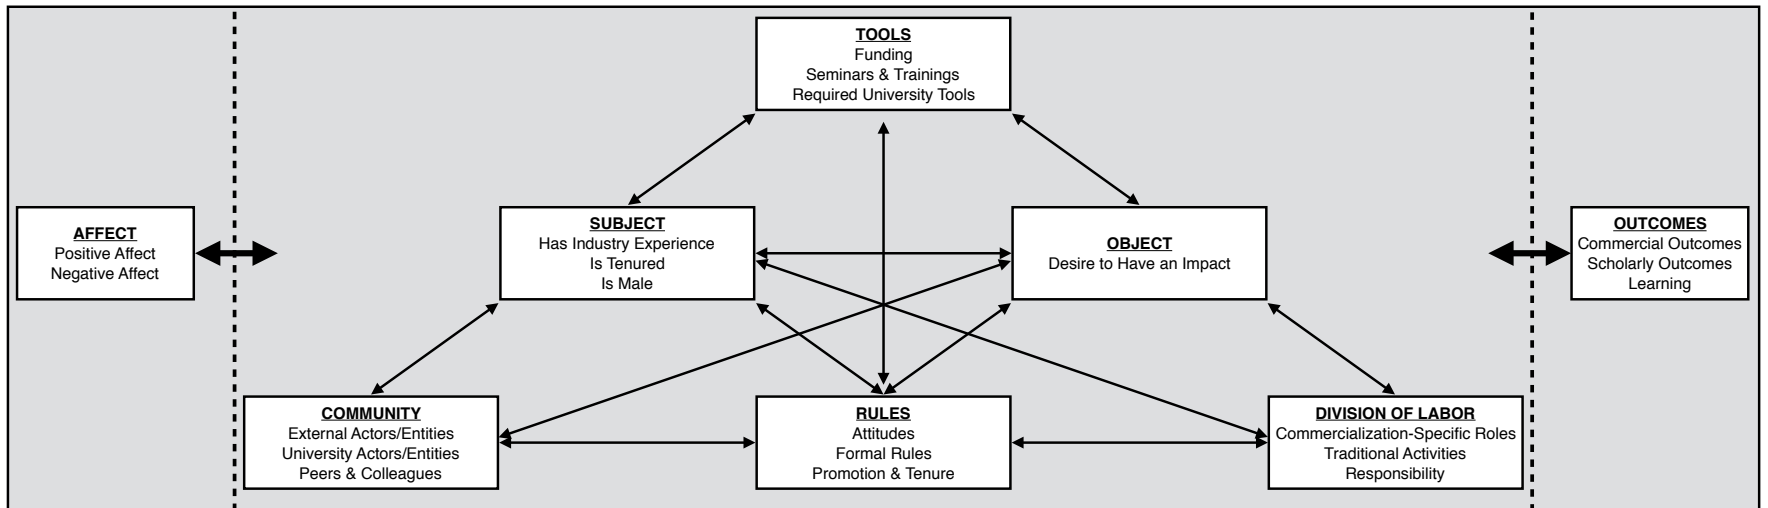 TOOLS
Funding
Seminars & Trainings
Required University Tools
AFFECT
Positive Affect
Negative Affect
SUBJECT
Has Industry Experience
Is Tenured
Is Male
OBJECT
Desire to Have an Impact
OUTCOMES
Commercial Outcomes
Scholarly Outcomes
Learning
COMMUNITY
External Actors/Entities
University Actors/Entities
Peers & Colleagues
RULES
Attitudes
Formal Rules
Promotion & Tenure
DIVISION OF LABOR
Commercialization-Specific Roles
Traditional Activities
Responsibility